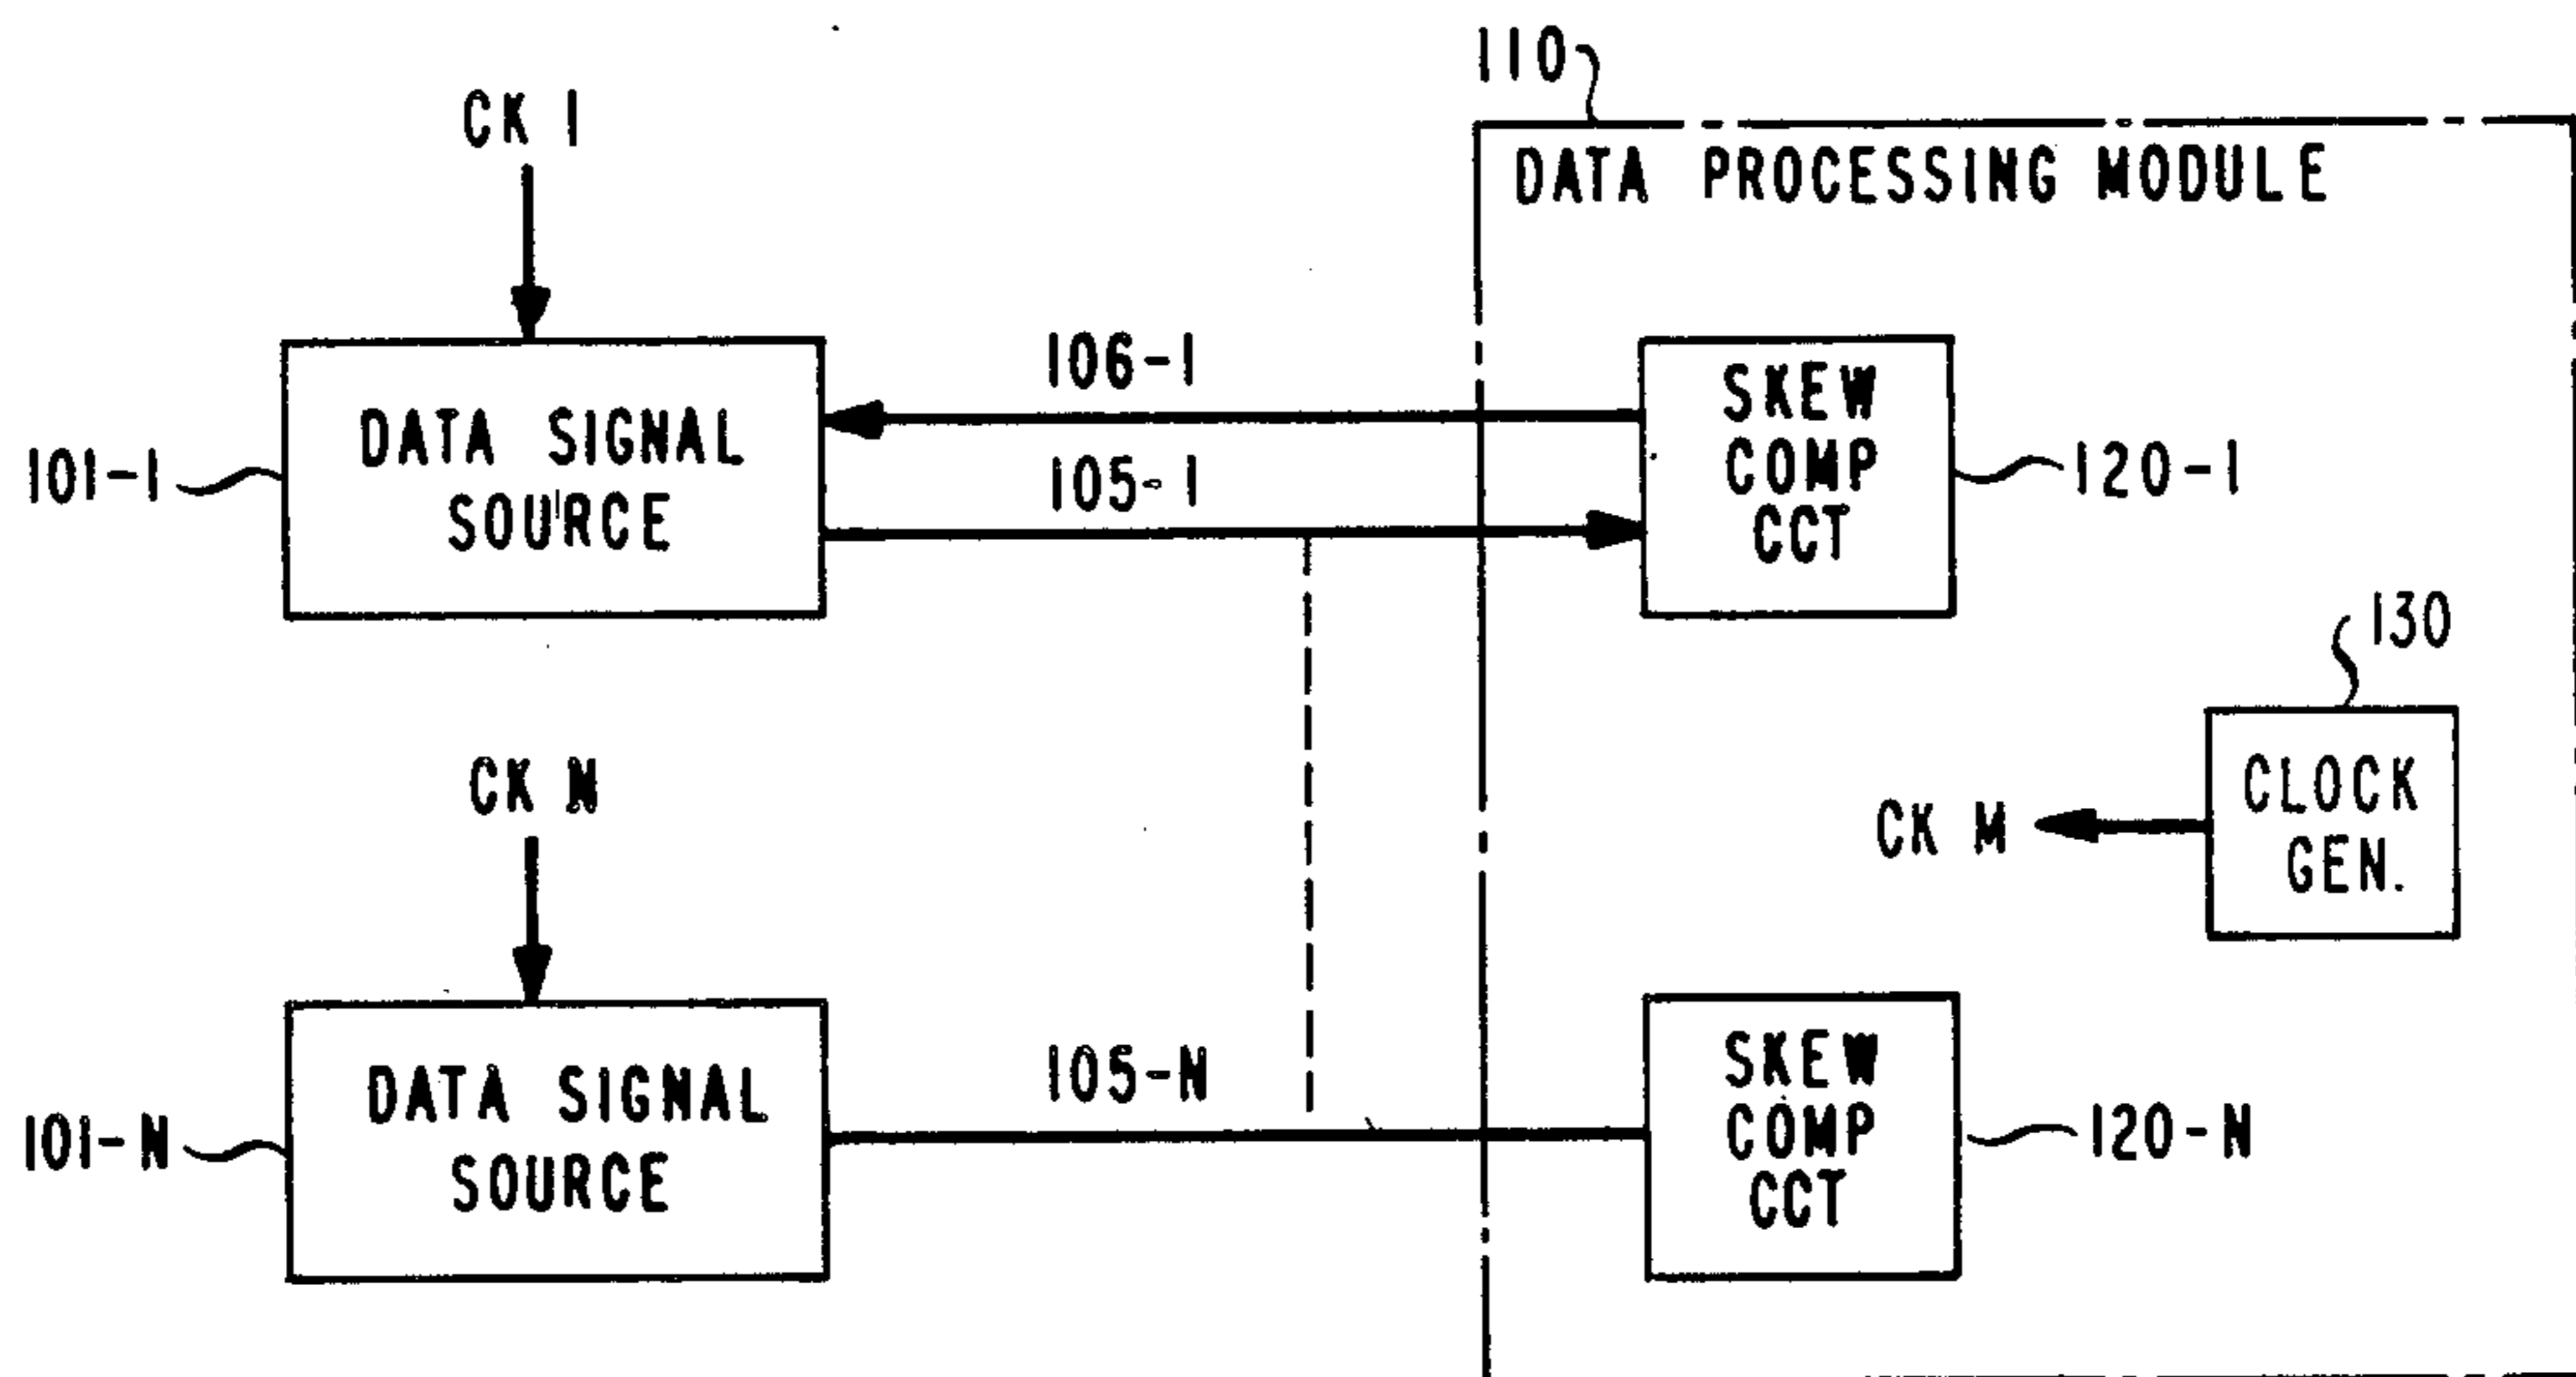 110
CK 1
DATA PROCESSING MODULE
106-1
SKEW
COMP
CCT
DATA SIGNAL
SOURCE
101-1
105-1
120-1
130
CK N
CLOCK
GEN.
CK M
105-N
SKEW
COMP
CCT
DATA SIGNAL
SOURCE
101-N
120-N